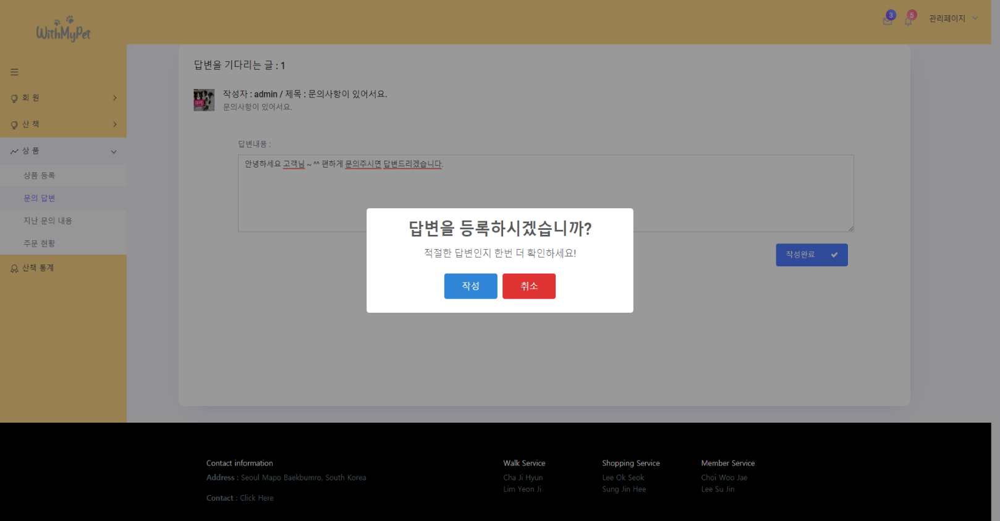 WithMyPet
3
5
관리페이지
회 원
산 책
상 품
상품 등록
문의 답변
지난 문의 내용
주문 현황
산책 통계
답변을 기다리는 글 : 1
작성자 : admin / 제목 : 문의사항이 있어서요.
문의사항이 있어서요.
답변내용 :
안녕하세요 고객님 ~ ^^ 편하게 문의주시면 답변드리겠습니다.
작성완료
답변을 등록하시겠습니까?
적절한 답변인지 한번 더 확인하세요!
작성
취소
Contact information
Address : Seoul Mapo Baekbumro, South Korea
Contact : Click Here
Walk Service
Cha Ji Hyun
Lim Yeon Ji
Shopping Service
Lee Ok Seok
Sung Jin Hee
Member Service
Choi Woo Jae
Lee Su Jin